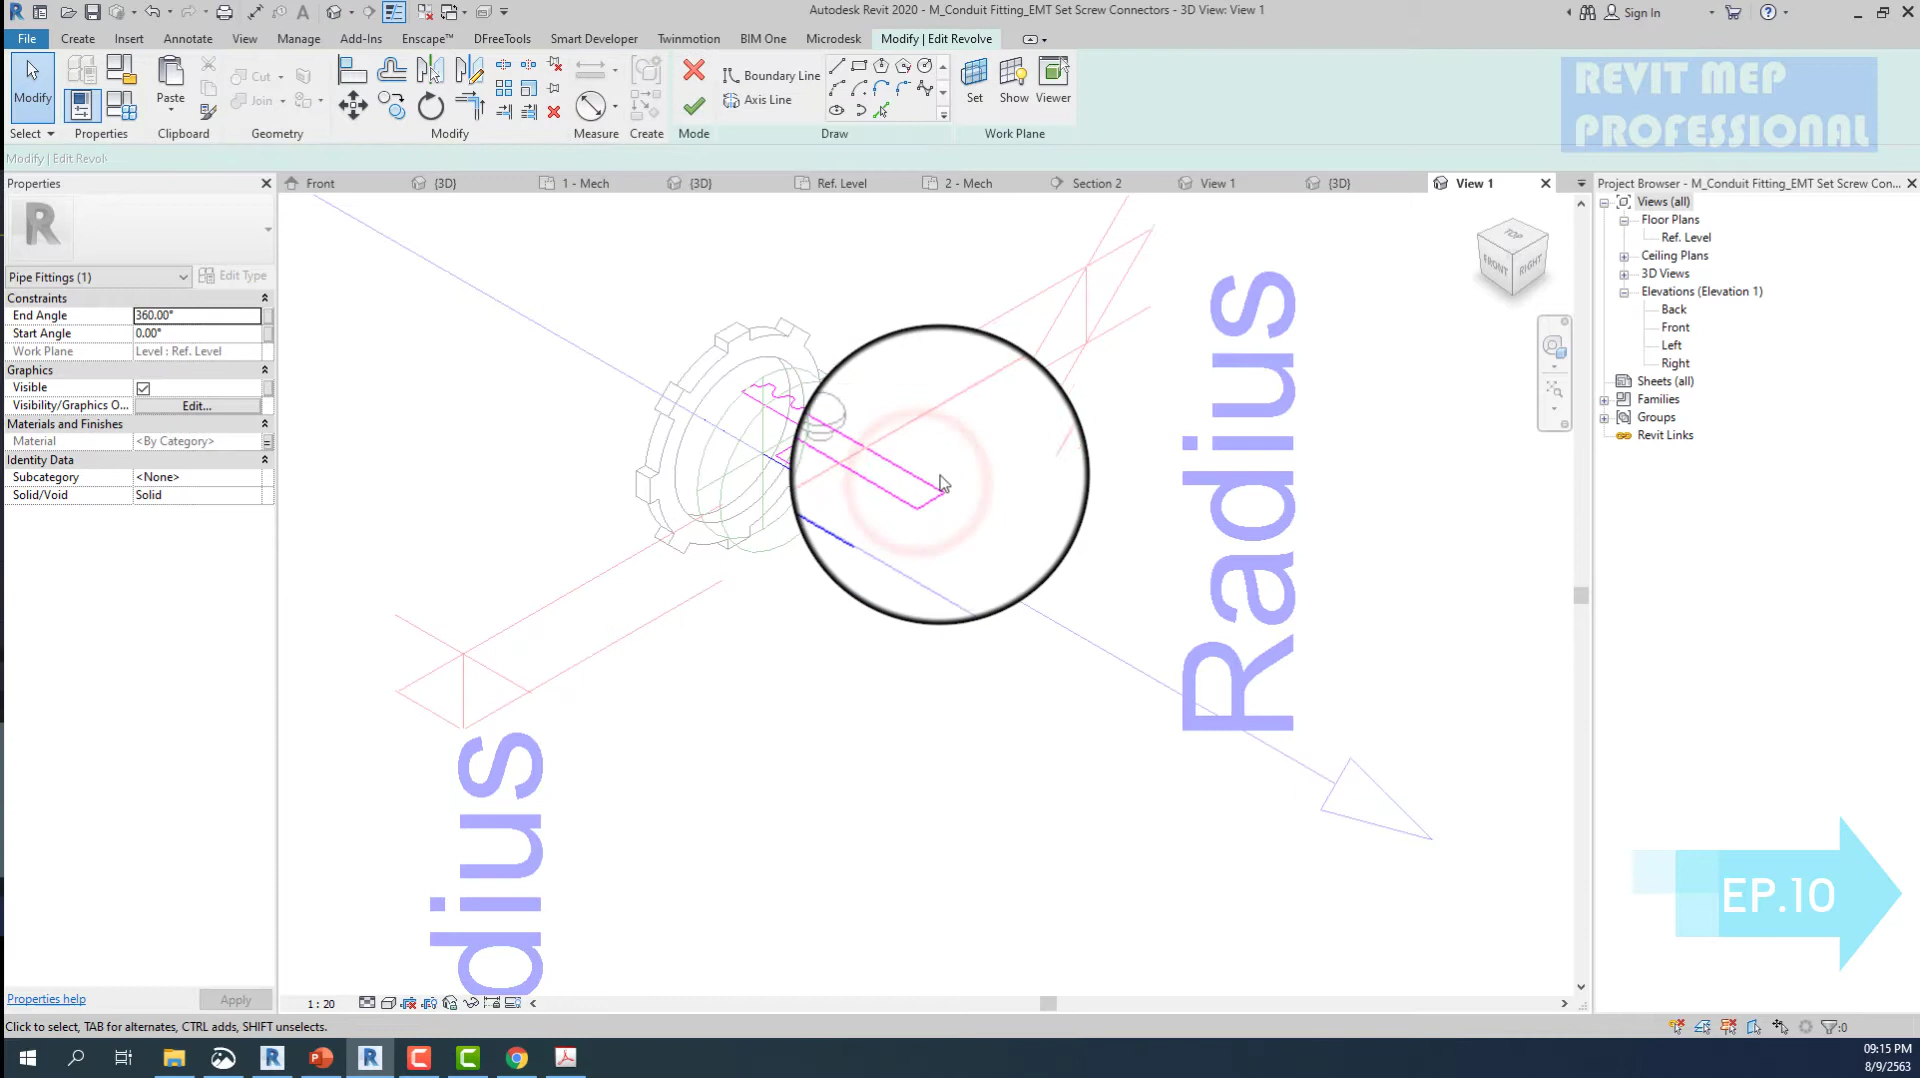 Autodesk Revit 2020 - M_Conduit Fitting_EMT Set Screw Connectors - 3D View: View 1
Sign In
File
Create
Insert
Annotate
View
Manage
Add-Ins
Enscape™
DFreeTools
Smart Developer
Twinmotion
BIM One
Microdesk
Modify | Edit Revolve
Modify
Paste
Cut
Join
Boundary Line
Axis Line
Set
Show
Viewer
Select
Properties
Clipboard
Geometry
Modify
Measure
Create
Mode
Draw
Work Plane
REVIT MEP
PROFESSIONAL
Modify | Edit Revol
Properties
Front
{3D}
1 - Mech
{3D}
Ref. Level
2 - Mech
Section 2
View 1
{3D}
View 1
Project Browser - M_Conduit Fitting_EMT Set Screw Con...
Pipe Fittings (1)
Edit Type
Constraints
End Angle
360.00°
Start Angle
0.00°
Work Plane
Level : Ref. Level
Graphics
Visible
Visibility/Graphics O...
Edit...
Materials and Finishes
Material
<By Category>
Identity Data
Subcategory
<None>
Solid/Void
Solid
Properties help
Apply
TOP
FRONT
RIGHT
Radius
dius
Views (all)
Floor Plans
Ref. Level
Ceiling Plans
3D Views
Elevations (Elevation 1)
Back
Front
Left
Right
Sheets (all)
Families
Groups
Revit Links
EP.10
1 : 20
Click to select, TAB for alternates, CTRL adds, SHIFT unselects.
:0
09:15 PM
8/9/2563